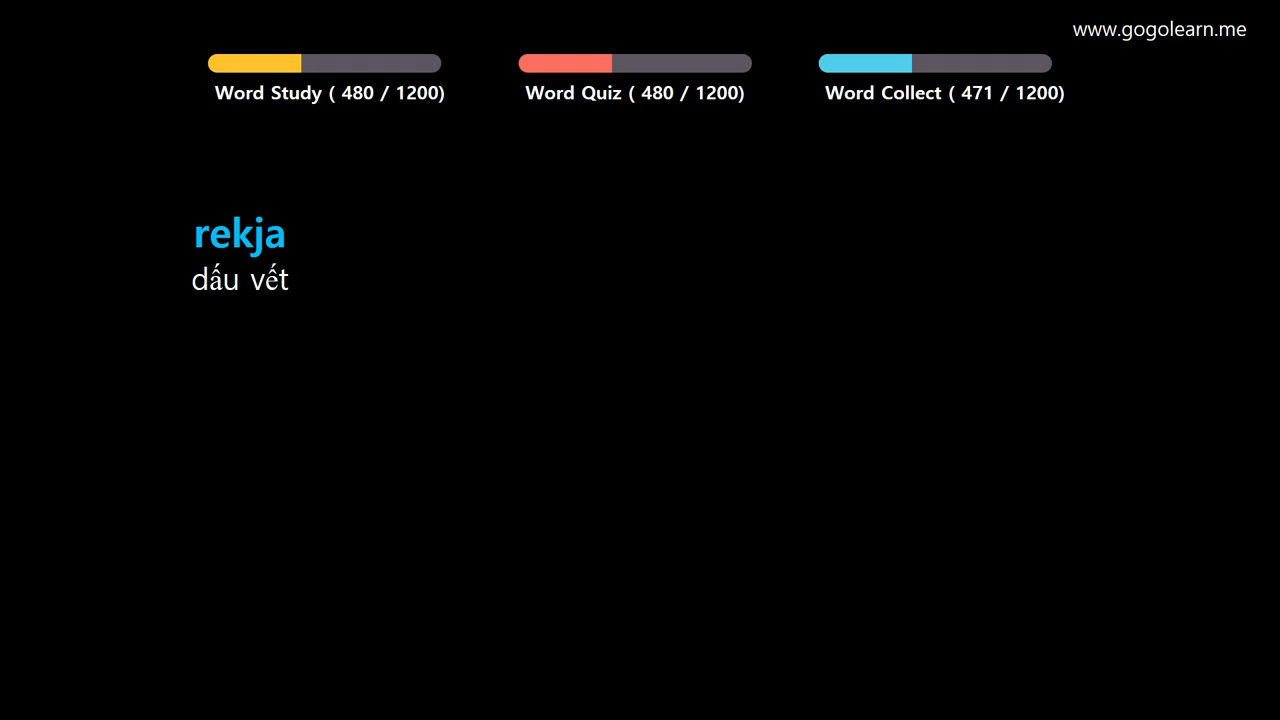 www.gogolearn.me
Word Study ( 480 / 1200)
Word Quiz ( 480 / 1200)
Word Collect ( 471 / 1200)
rekja
dấu vết